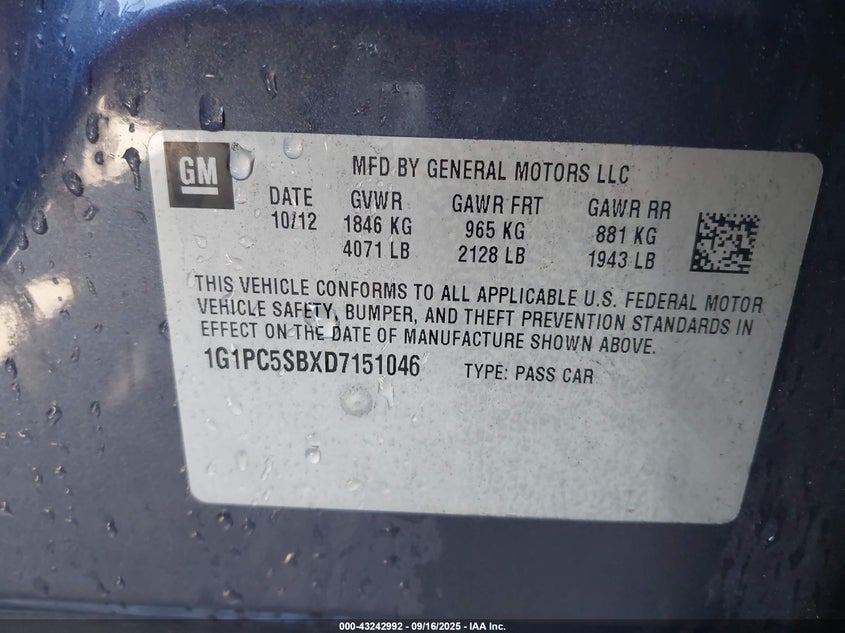 GM
MFD BY GENERAL MOTORS LLC
DATE GVWR GAWR FRT GAWR RR
10/12 1846 KG 965 KG 881 KG
4071 LB 2128 LB 1943 LB
THIS VEHICLE CONFORMS TO ALL APPLICABLE U.S. FEDERAL MOTOR
VEHICLE SAFETY, BUMPER, AND THEFT PREVENTION STANDARDS IN
EFFECT ON THE DATE OF MANUFACTURE SHOWN ABOVE.
1G1PC5SBXD7151046 TYPE: PASS CAR
000-43242992 - 09/16/2025 - IAA Inc.